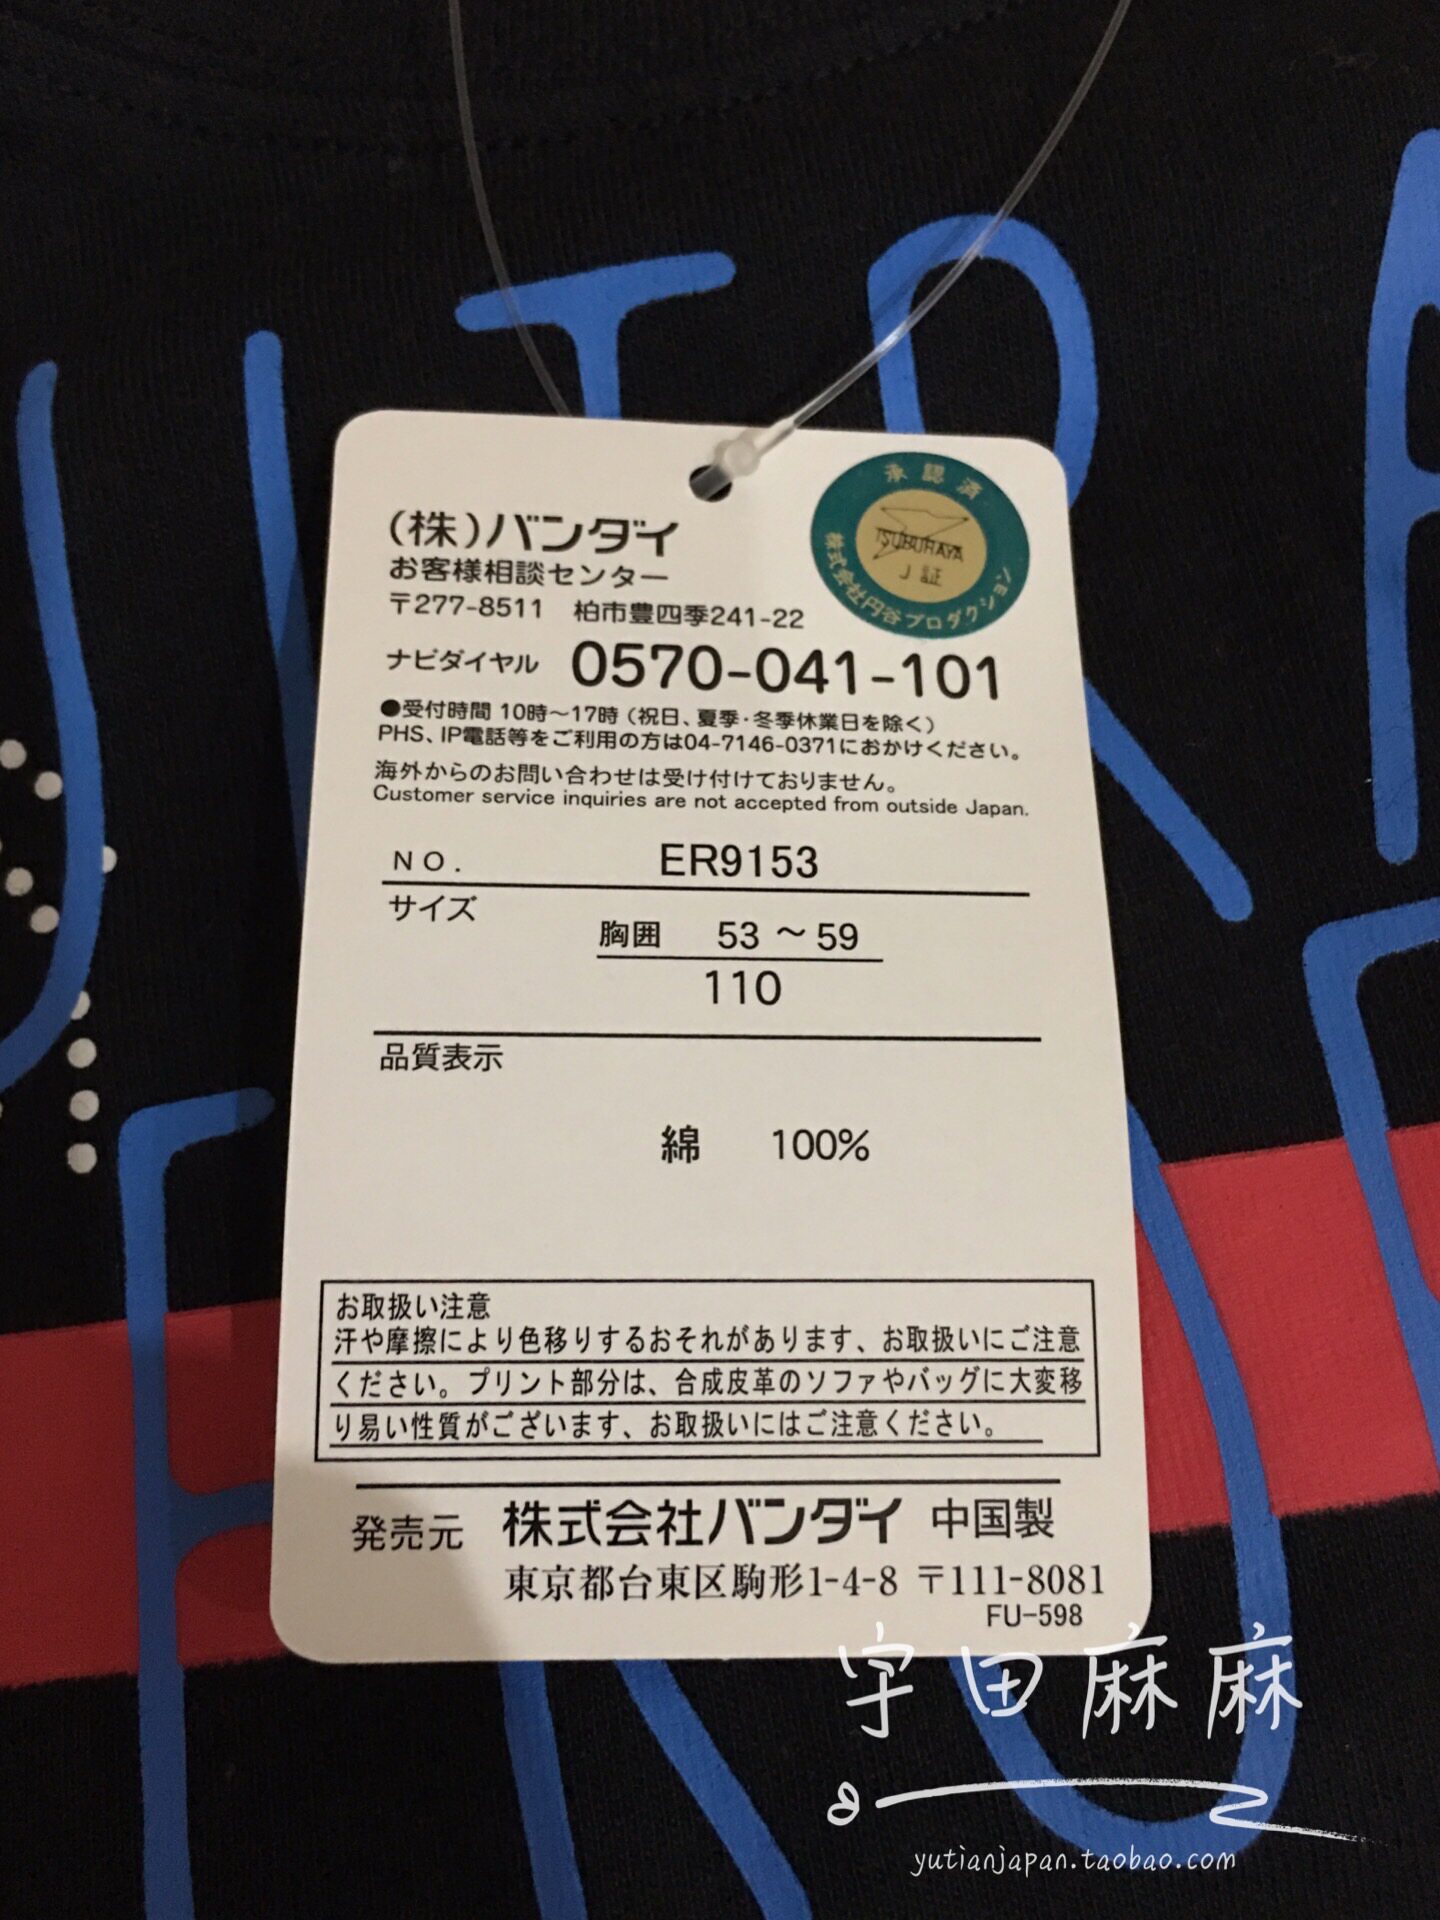 ULTRA
HERO
承認済
TSUBURAYA
J証
株式会社円谷プロダクション
(株)バンダイ
お客様相談センター
〒277-8511 柏市豊四季241-22
ナビダイヤル 0570-041-101
●受付時間 10時～17時（祝日、夏季・冬季休業日を除く）
PHS、IP電話等をご利用の方は04-7146-0371におかけください。
海外からのお問い合わせは受け付けておりません。
Customer service inquiries are not accepted from outside Japan.
NO. ER9153
サイズ
胸囲 53～59
110
品質表示
綿 100%
お取扱い注意
汗や摩擦により色移りするおそれがあります、お取扱いにご注意
ください。プリント部分は、合成皮革のソファやバッグに大変移
り易い性質がございます、お取扱いにはご注意ください。
発売元 株式会社バンダイ 中国製
東京都台東区駒形1-4-8 〒111-8081
FU-598
宇田麻麻
yutianjapan.taobao.com